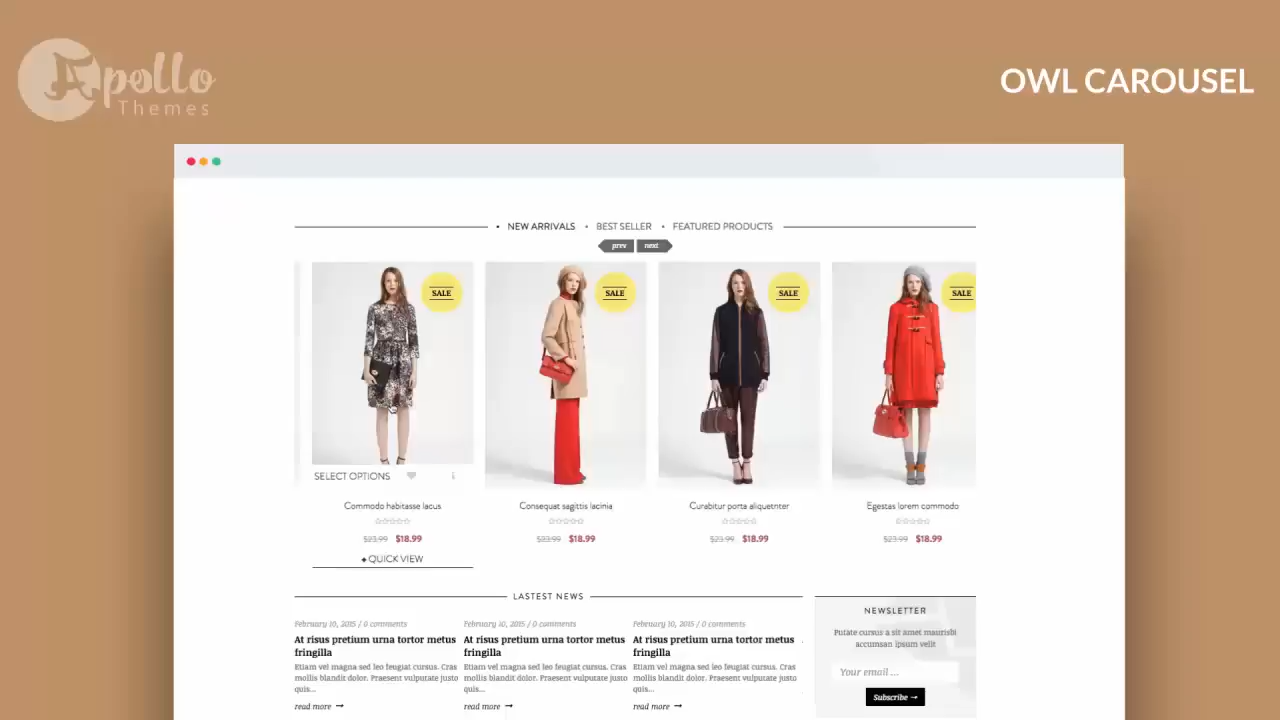 Apollo
Themes
OWL CAROUSEL
• NEW ARRIVALS • BEST SELLER • FEATURED PRODUCTS
prev next
SALE SALE SALE SALE
SELECT OPTIONS
Commodo habitasse lacus
$23.99 $18.99
+QUICK VIEW
Consequat sagittis lacinia
$23.99 $18.99
Curabitur porta aliquetnter
$23.99 $18.99
Egestas lorem commodo
$23.99 $18.99
LASTEST NEWS
February 10, 2015 / 0 comments
At risus pretium urna tortor metus
fringilla
Etiam vel magna sed leo feugiat cursus. Cras
mollis blandit dolor. Praesent vulputate justo
quis...
read more →
February 10, 2015 / 0 comments
At risus pretium urna tortor metus
fringilla
Etiam vel magna sed leo feugiat cursus. Cras
mollis blandit dolor. Praesent vulputate justo
quis...
read more →
February 10, 2015 / 0 comments
At risus pretium urna tortor metus
fringilla
Etiam vel magna sed leo feugiat cursus. Cras
mollis blandit dolor. Praesent vulputate justo
quis...
read more →
NEWSLETTER
Putate cursus a sit amet maurisbi
accumsan ipsum velit
Your email ...
Subscribe →